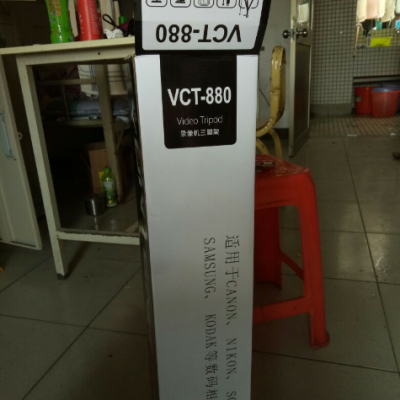 VCT-880
VCT-880
Video Tripod
录像机三脚架
适用于CANON、NIKON、SO
SAMSUNG、KODAK等数码相